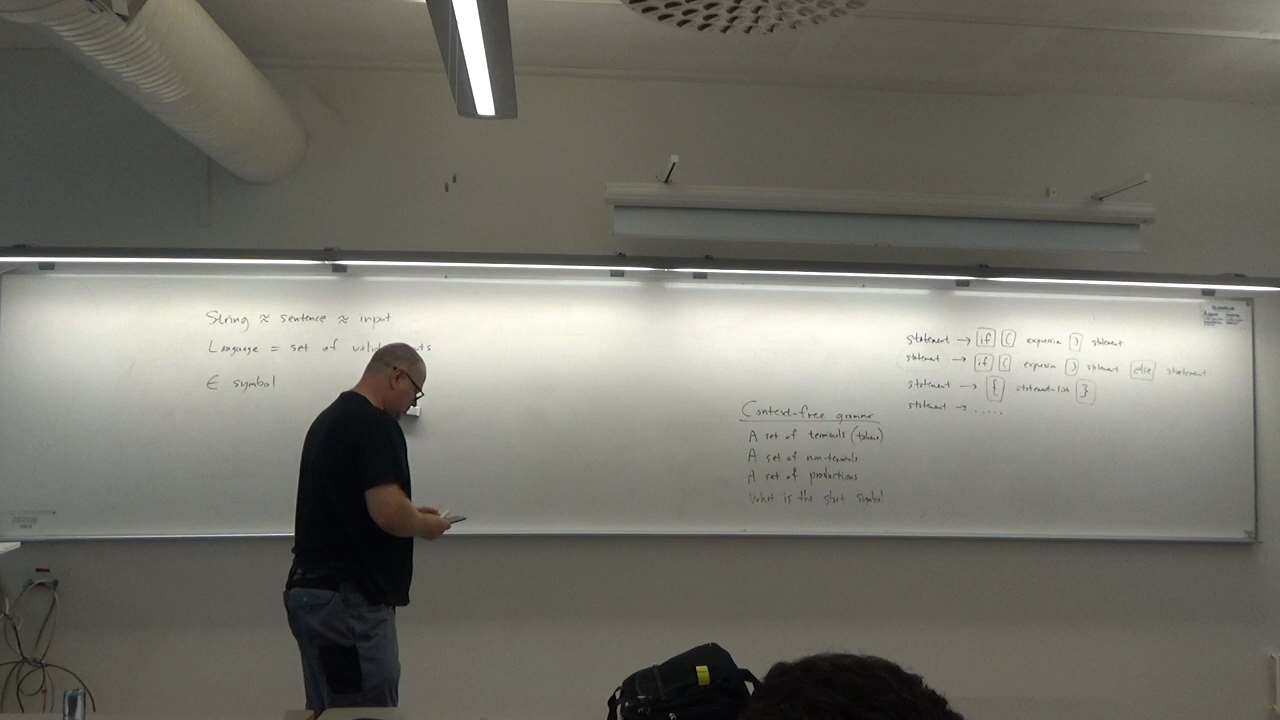 String ≈ sentence ≈ input
Language = set of valid
∈ symbol
statement → if ( expression ) statement
statement → if ( expression ) statement else statement
statement → { statement-list }
statement → .....
Context-free gramma
A set of terminals (tokens)
A set of non-terminals
A set of productions
What is the start symbol